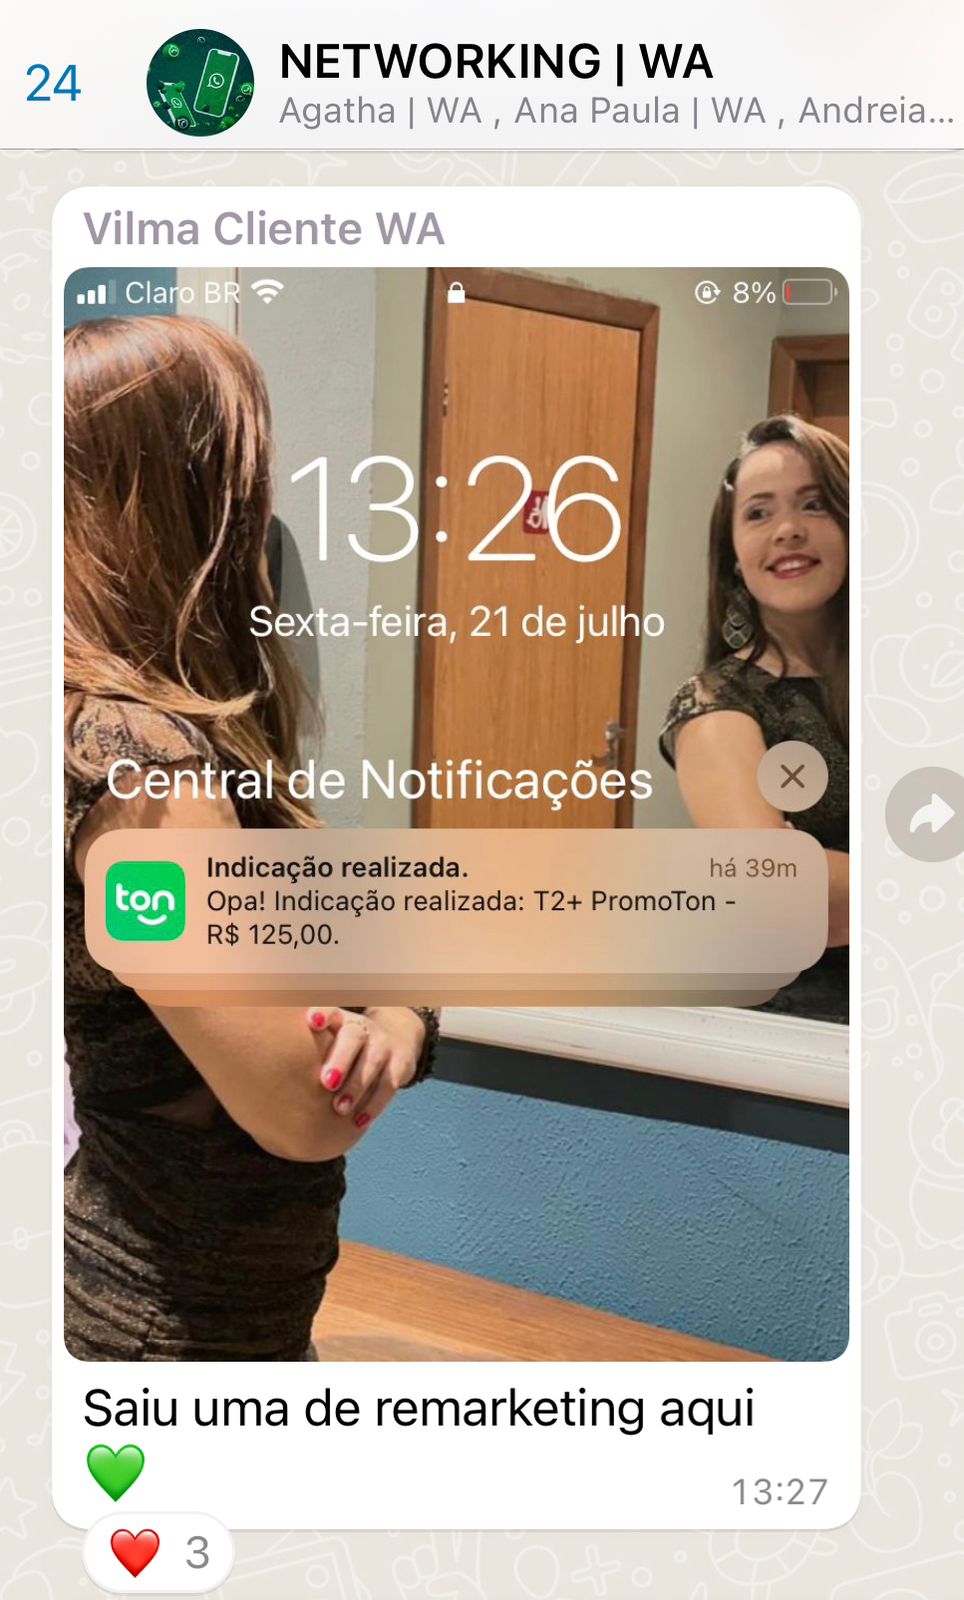 24
NETWORKING | WA
Agatha | WA , Ana Paula | WA , Andreia...
Vilma Cliente WA
Claro BR
8%
13:26
Sexta-feira, 21 de julho
Central de Notificações
ton
Indicação realizada.
há 39m
Opa! Indicação realizada: T2+ PromoTon -
R$ 125,00.
Saiu uma de remarketing aqui
💚
13:27
❤️ 3